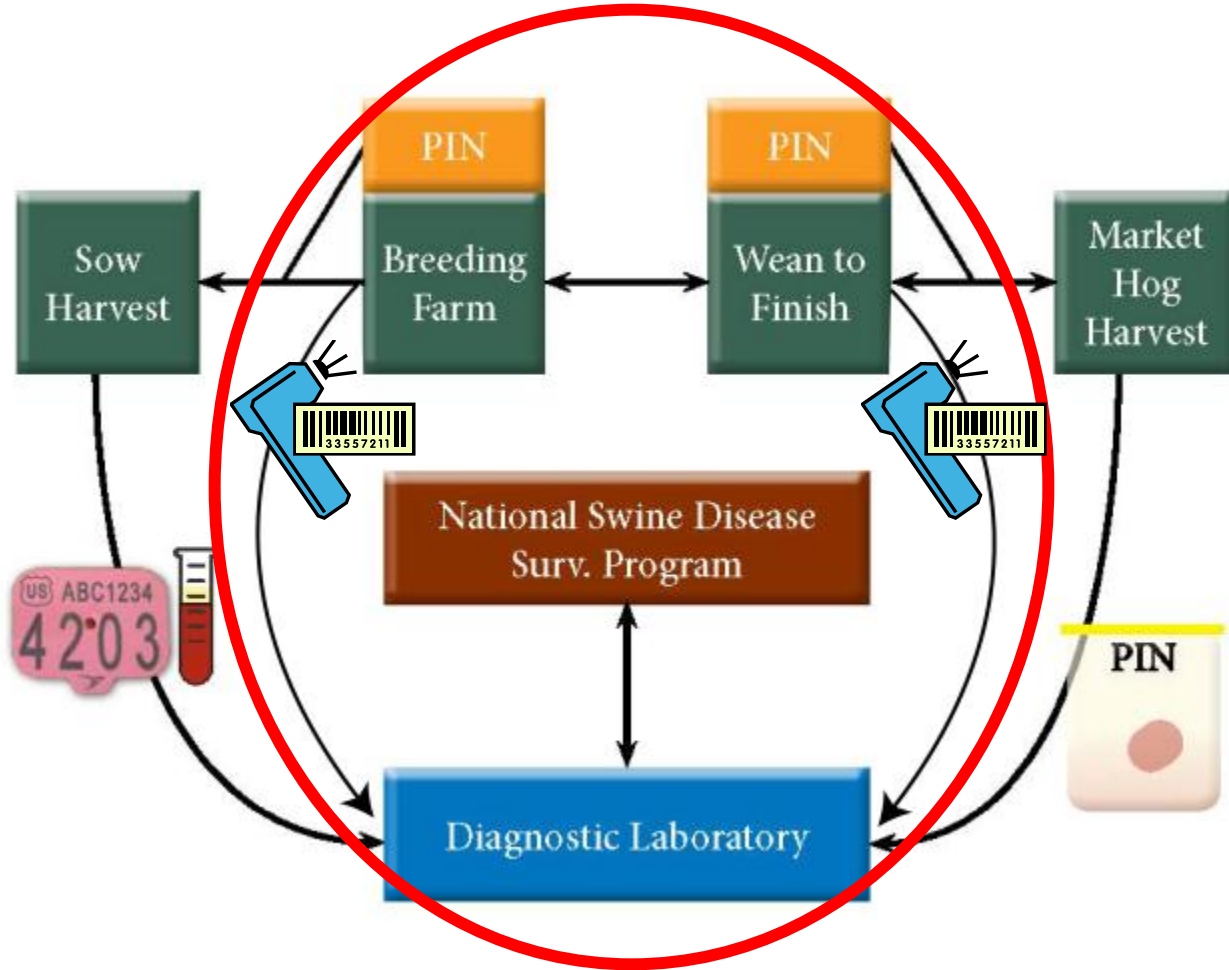 PIN
PIN
Sow
Harvest
Breeding
Farm
Wean to
Finish
Market
Hog
Harvest
33557211
33557211
National Swine Disease
Surv. Program
US ABC1234
4203
PIN
Diagnostic Laboratory